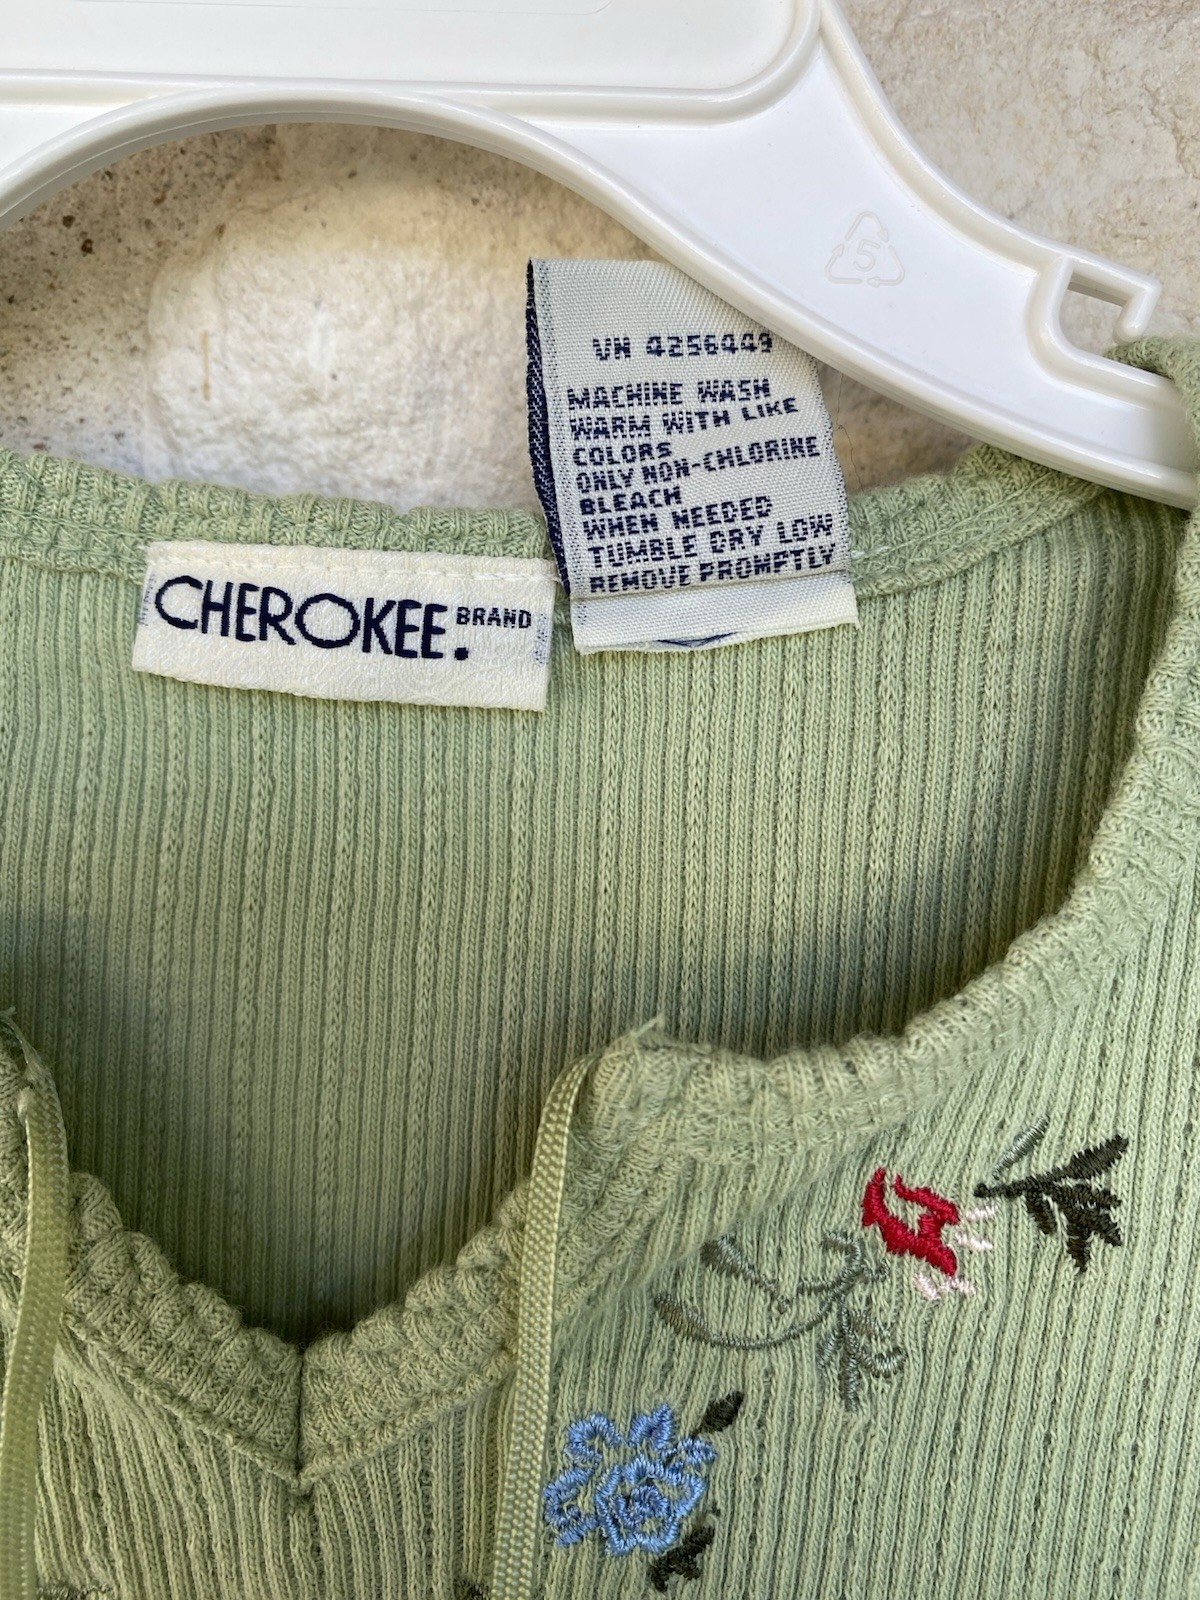 5
VN 4256449
MACHINE WASH
WARM WITH LIKE
COLORS
ONLY NON-CHLORINE
BLEACH
WHEN NEEDED
TUMBLE DRY LOW
REMOVE PROMPTLY
CHEROKEE. BRAND